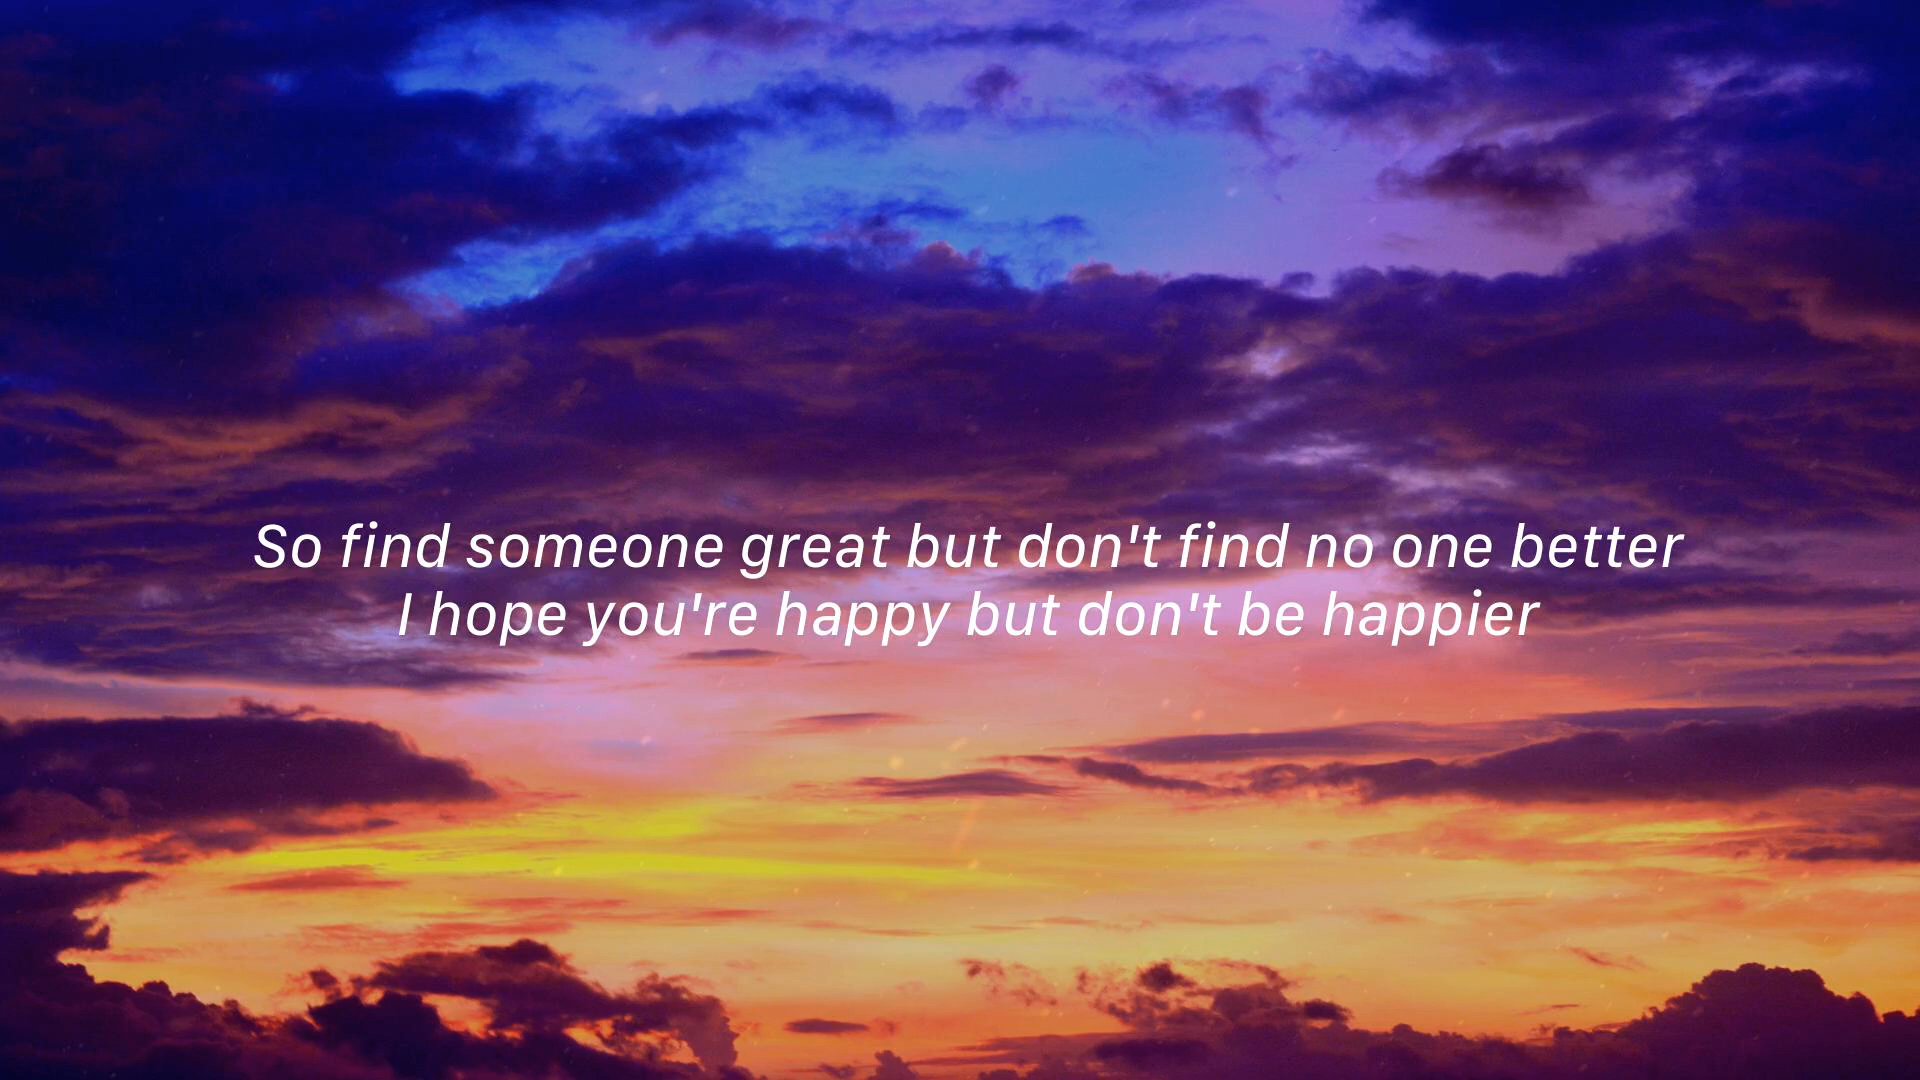 So find someone great but don't find no one better
I hope you're happy but don't be happier